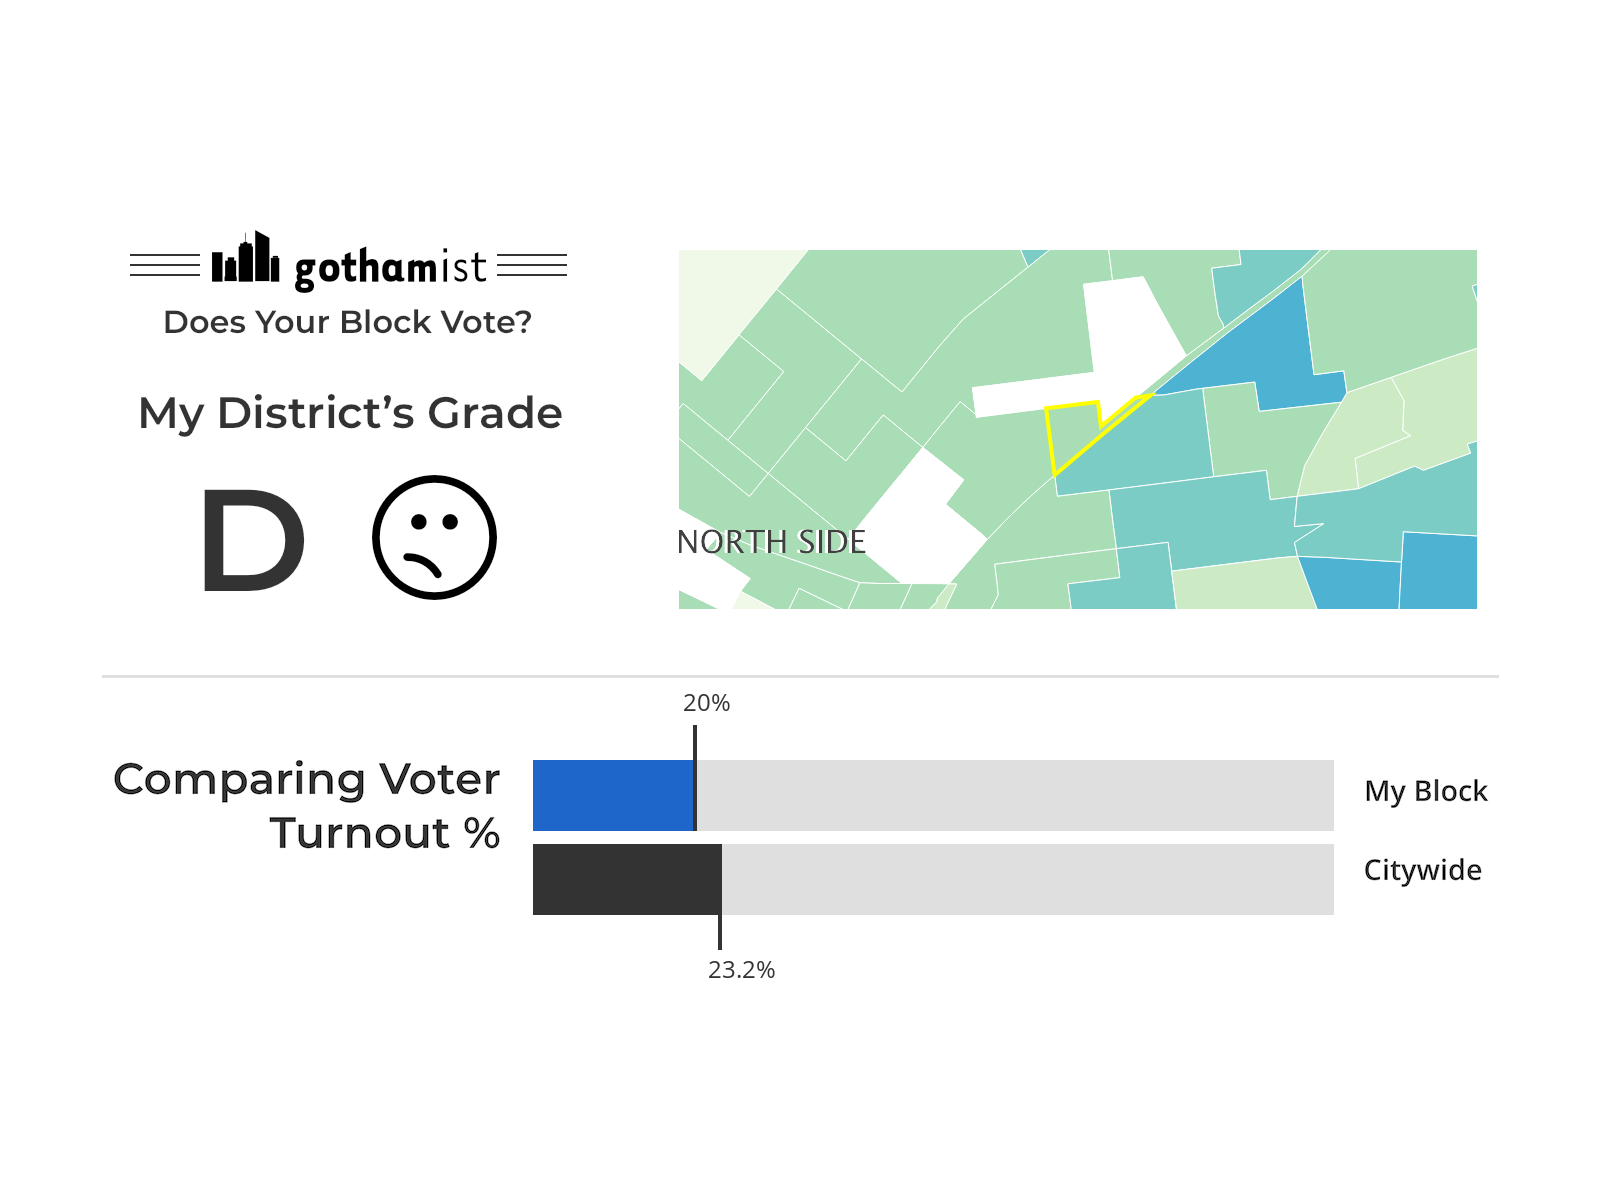 gothamist
Does Your Block Vote?
My District’s Grade
D
NORTH SIDE
20%
Comparing Voter
Turnout %
My Block
Citywide
23.2%